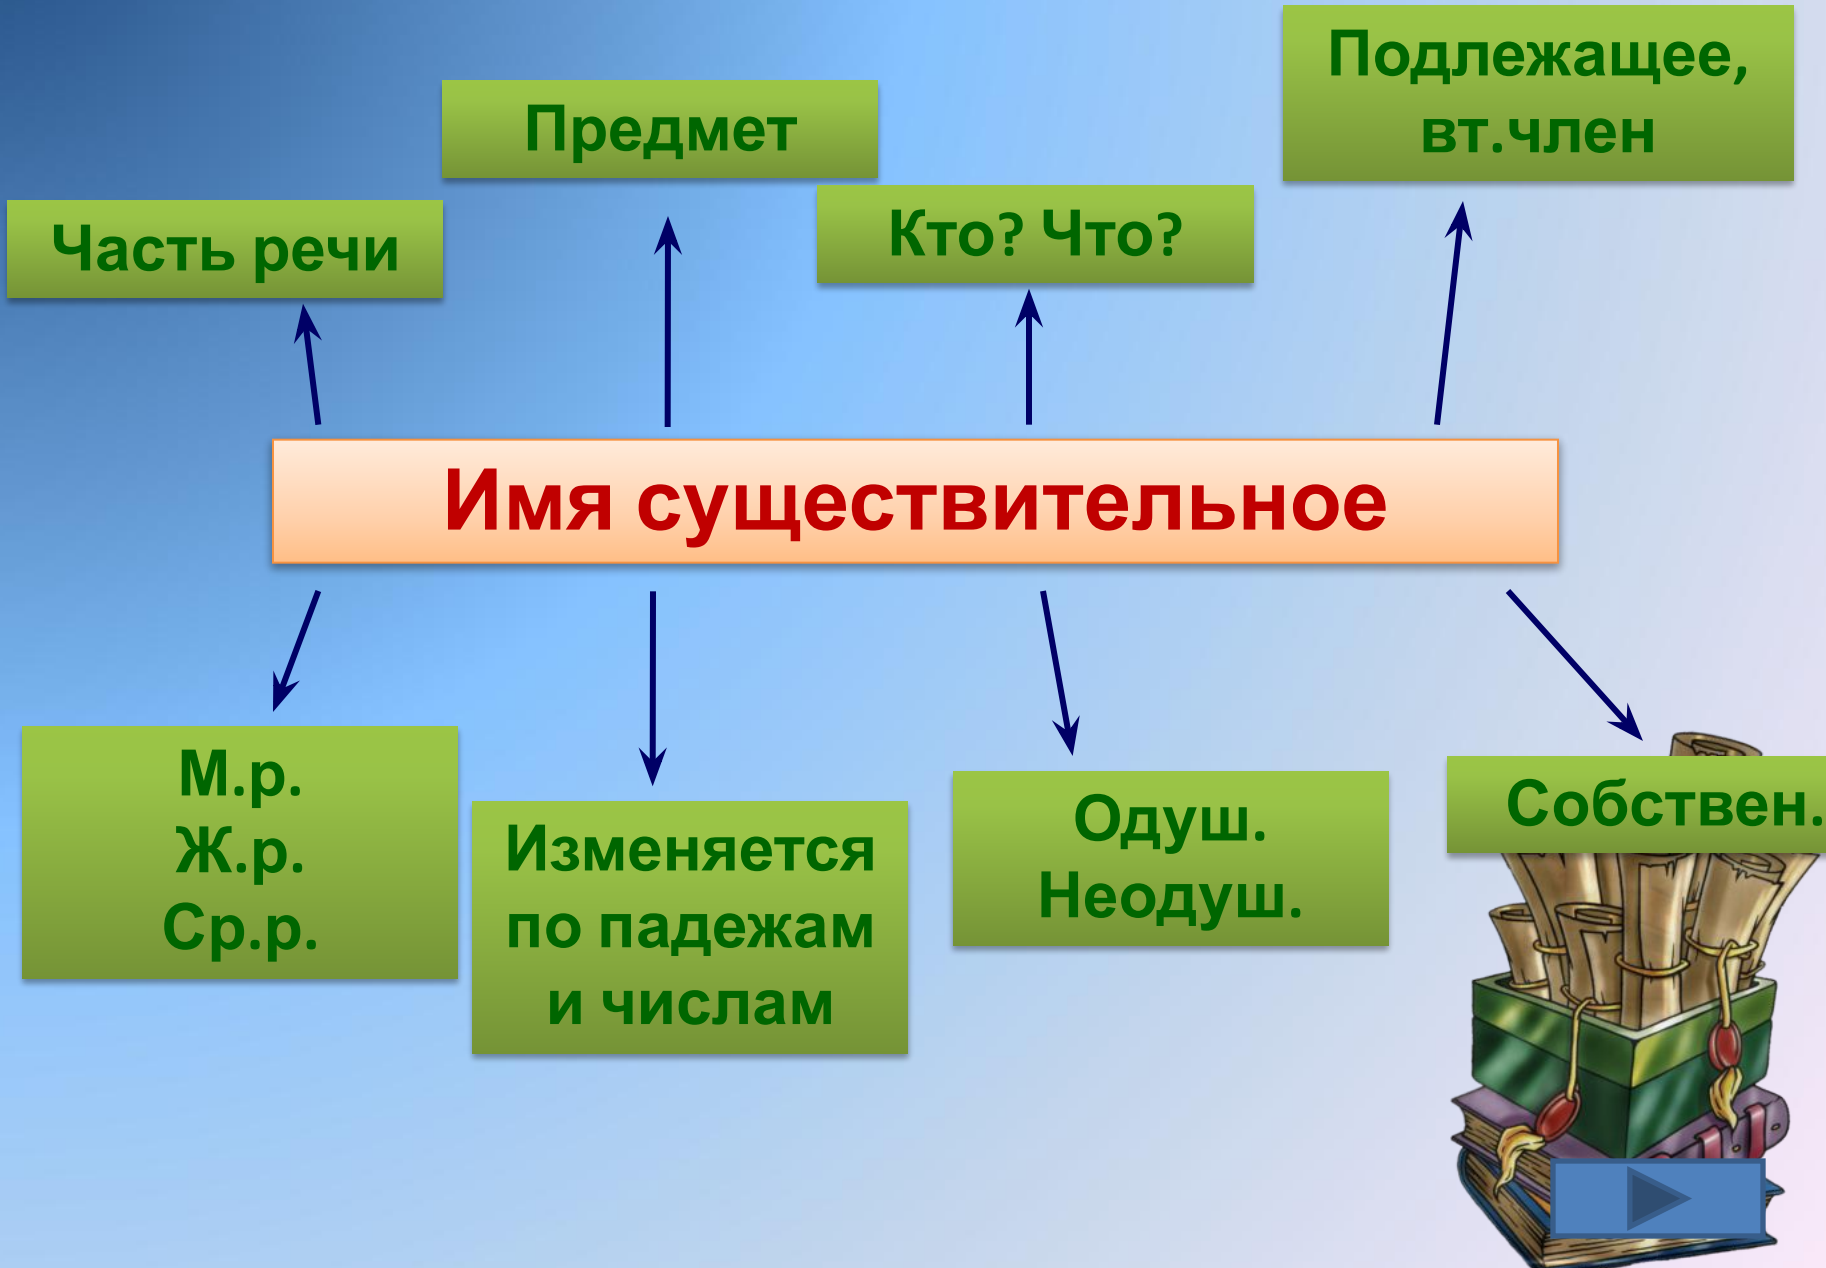 Подлежащее,
вт.член
Предмет
Кто? Что?
Часть речи
Имя существительное
М.р.
Ж.р.
Ср.р.
Изменяется
по падежам
и числам
Одуш.
Неодуш.
Собствен.